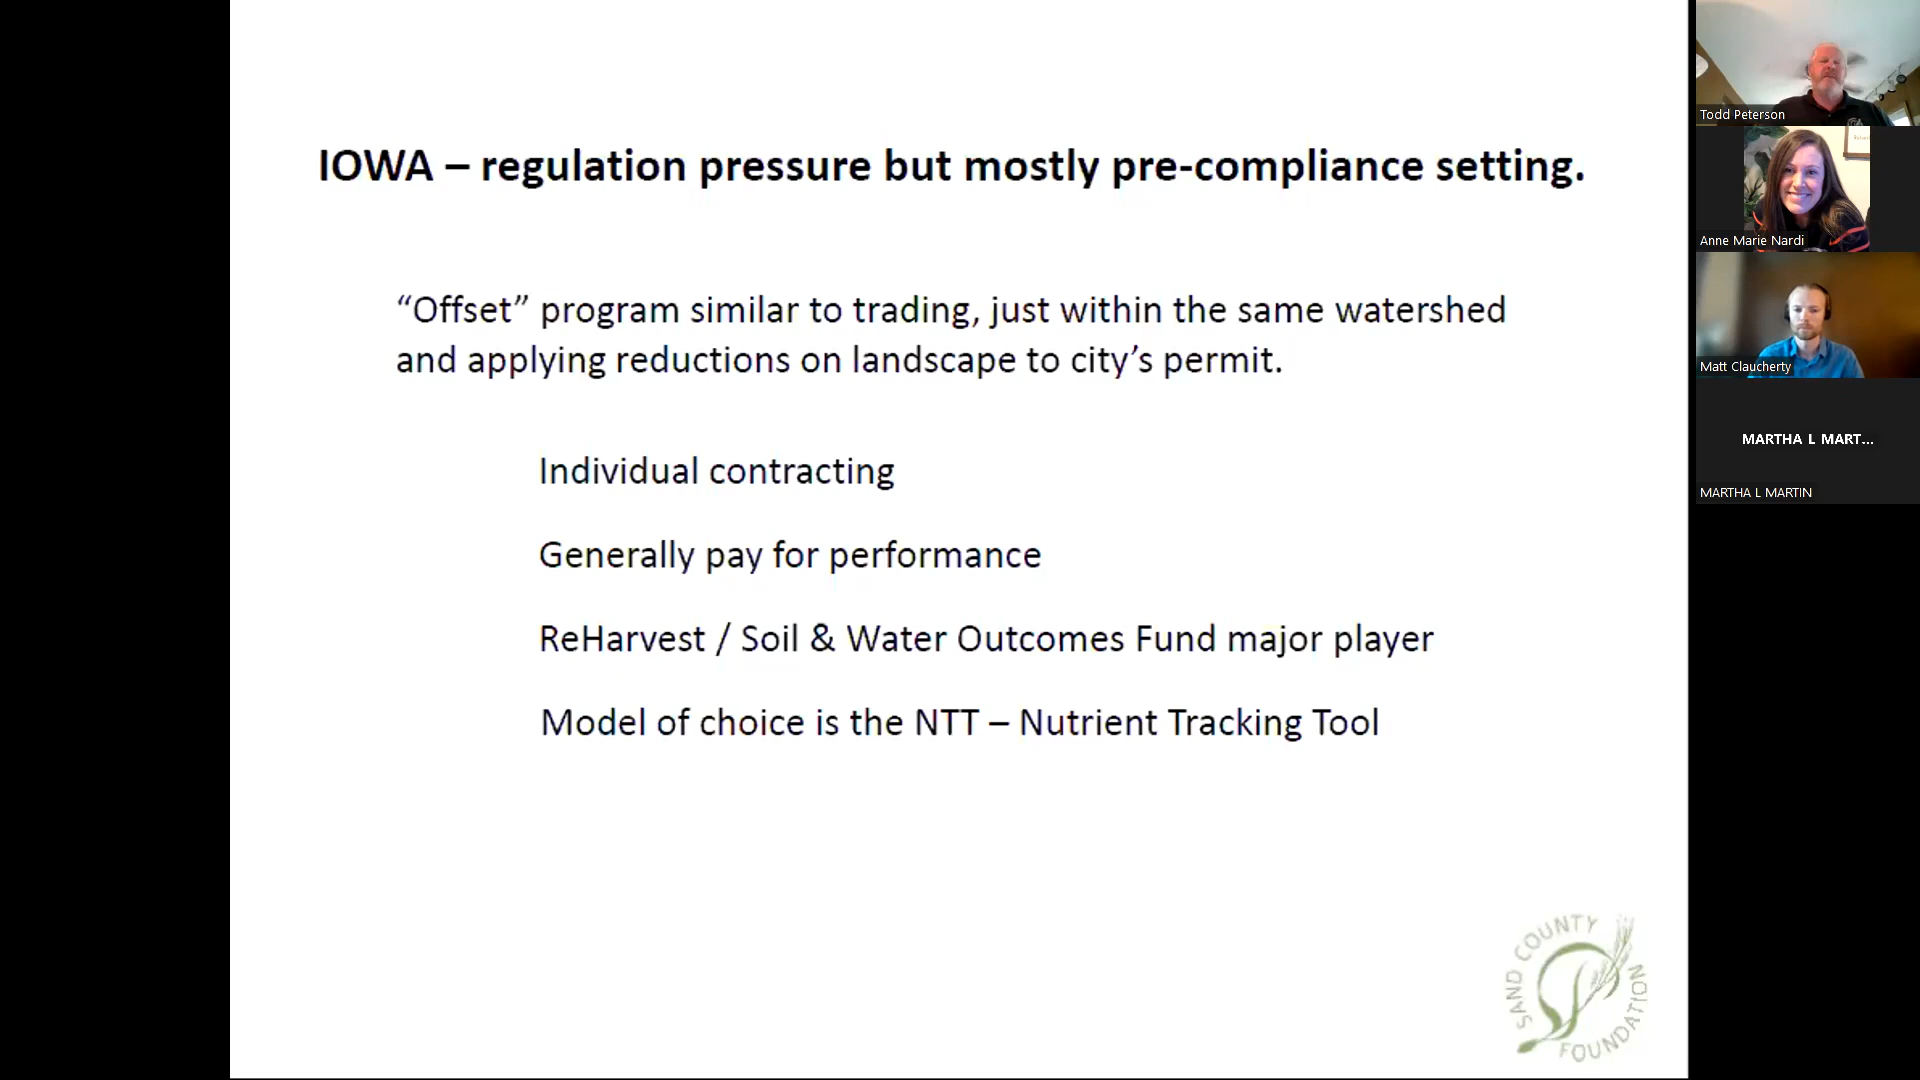 IOWA – regulation pressure but mostly pre-compliance setting.
“Offset” program similar to trading, just within the same watershed
and applying reductions on landscape to city’s permit.
Individual contracting
Generally pay for performance
ReHarvest / Soil & Water Outcomes Fund major player
Model of choice is the NTT – Nutrient Tracking Tool
SAND COUNTY FOUNDATION
Todd Peterson
Anne Marie Nardi
Matt Claucherty
MARTHA L MART...
MARTHA L MARTIN